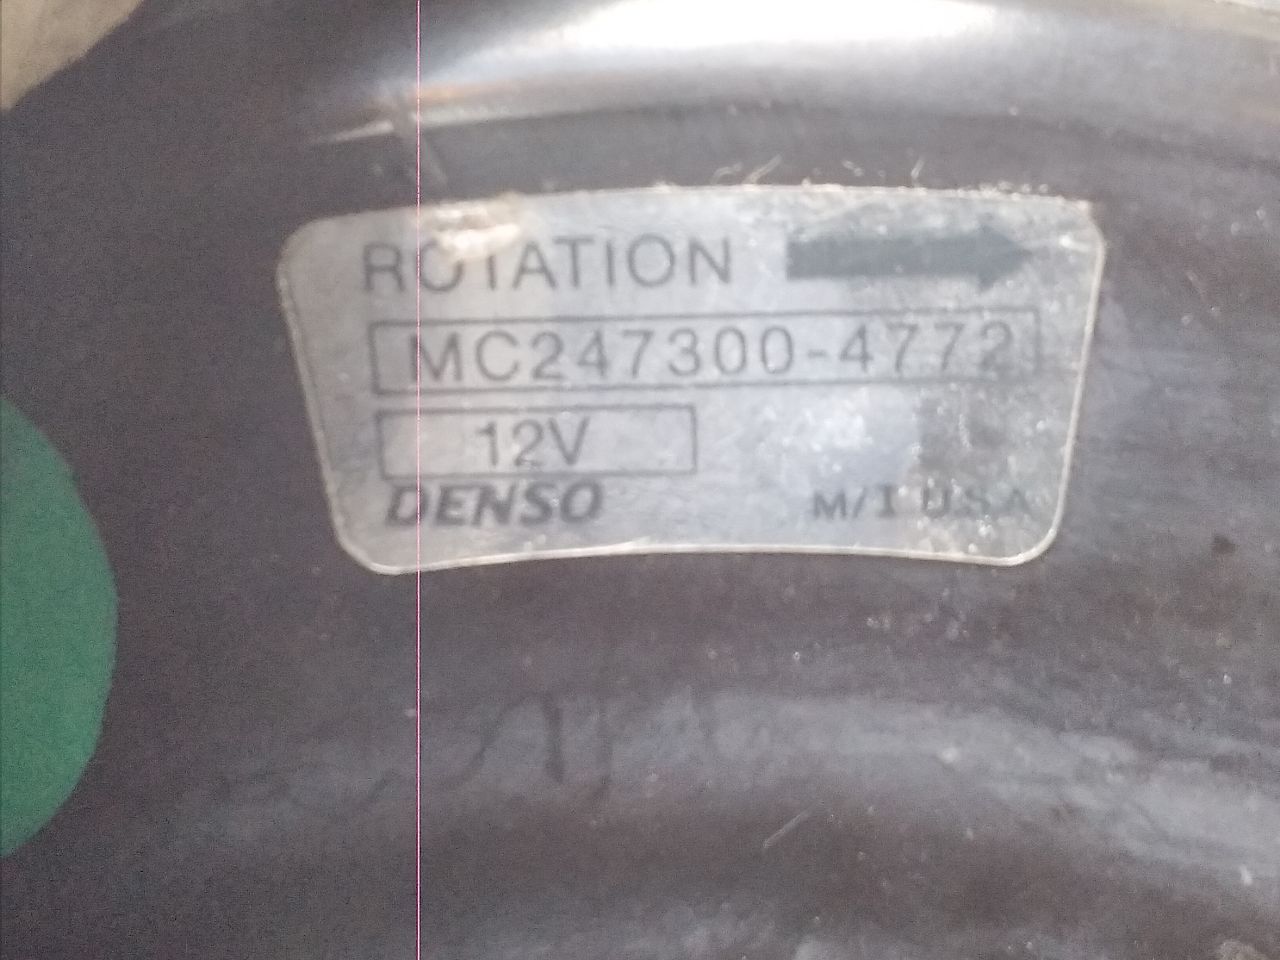 ROTATION
MC247300-4772
12V
DENSO M/I U.S.A